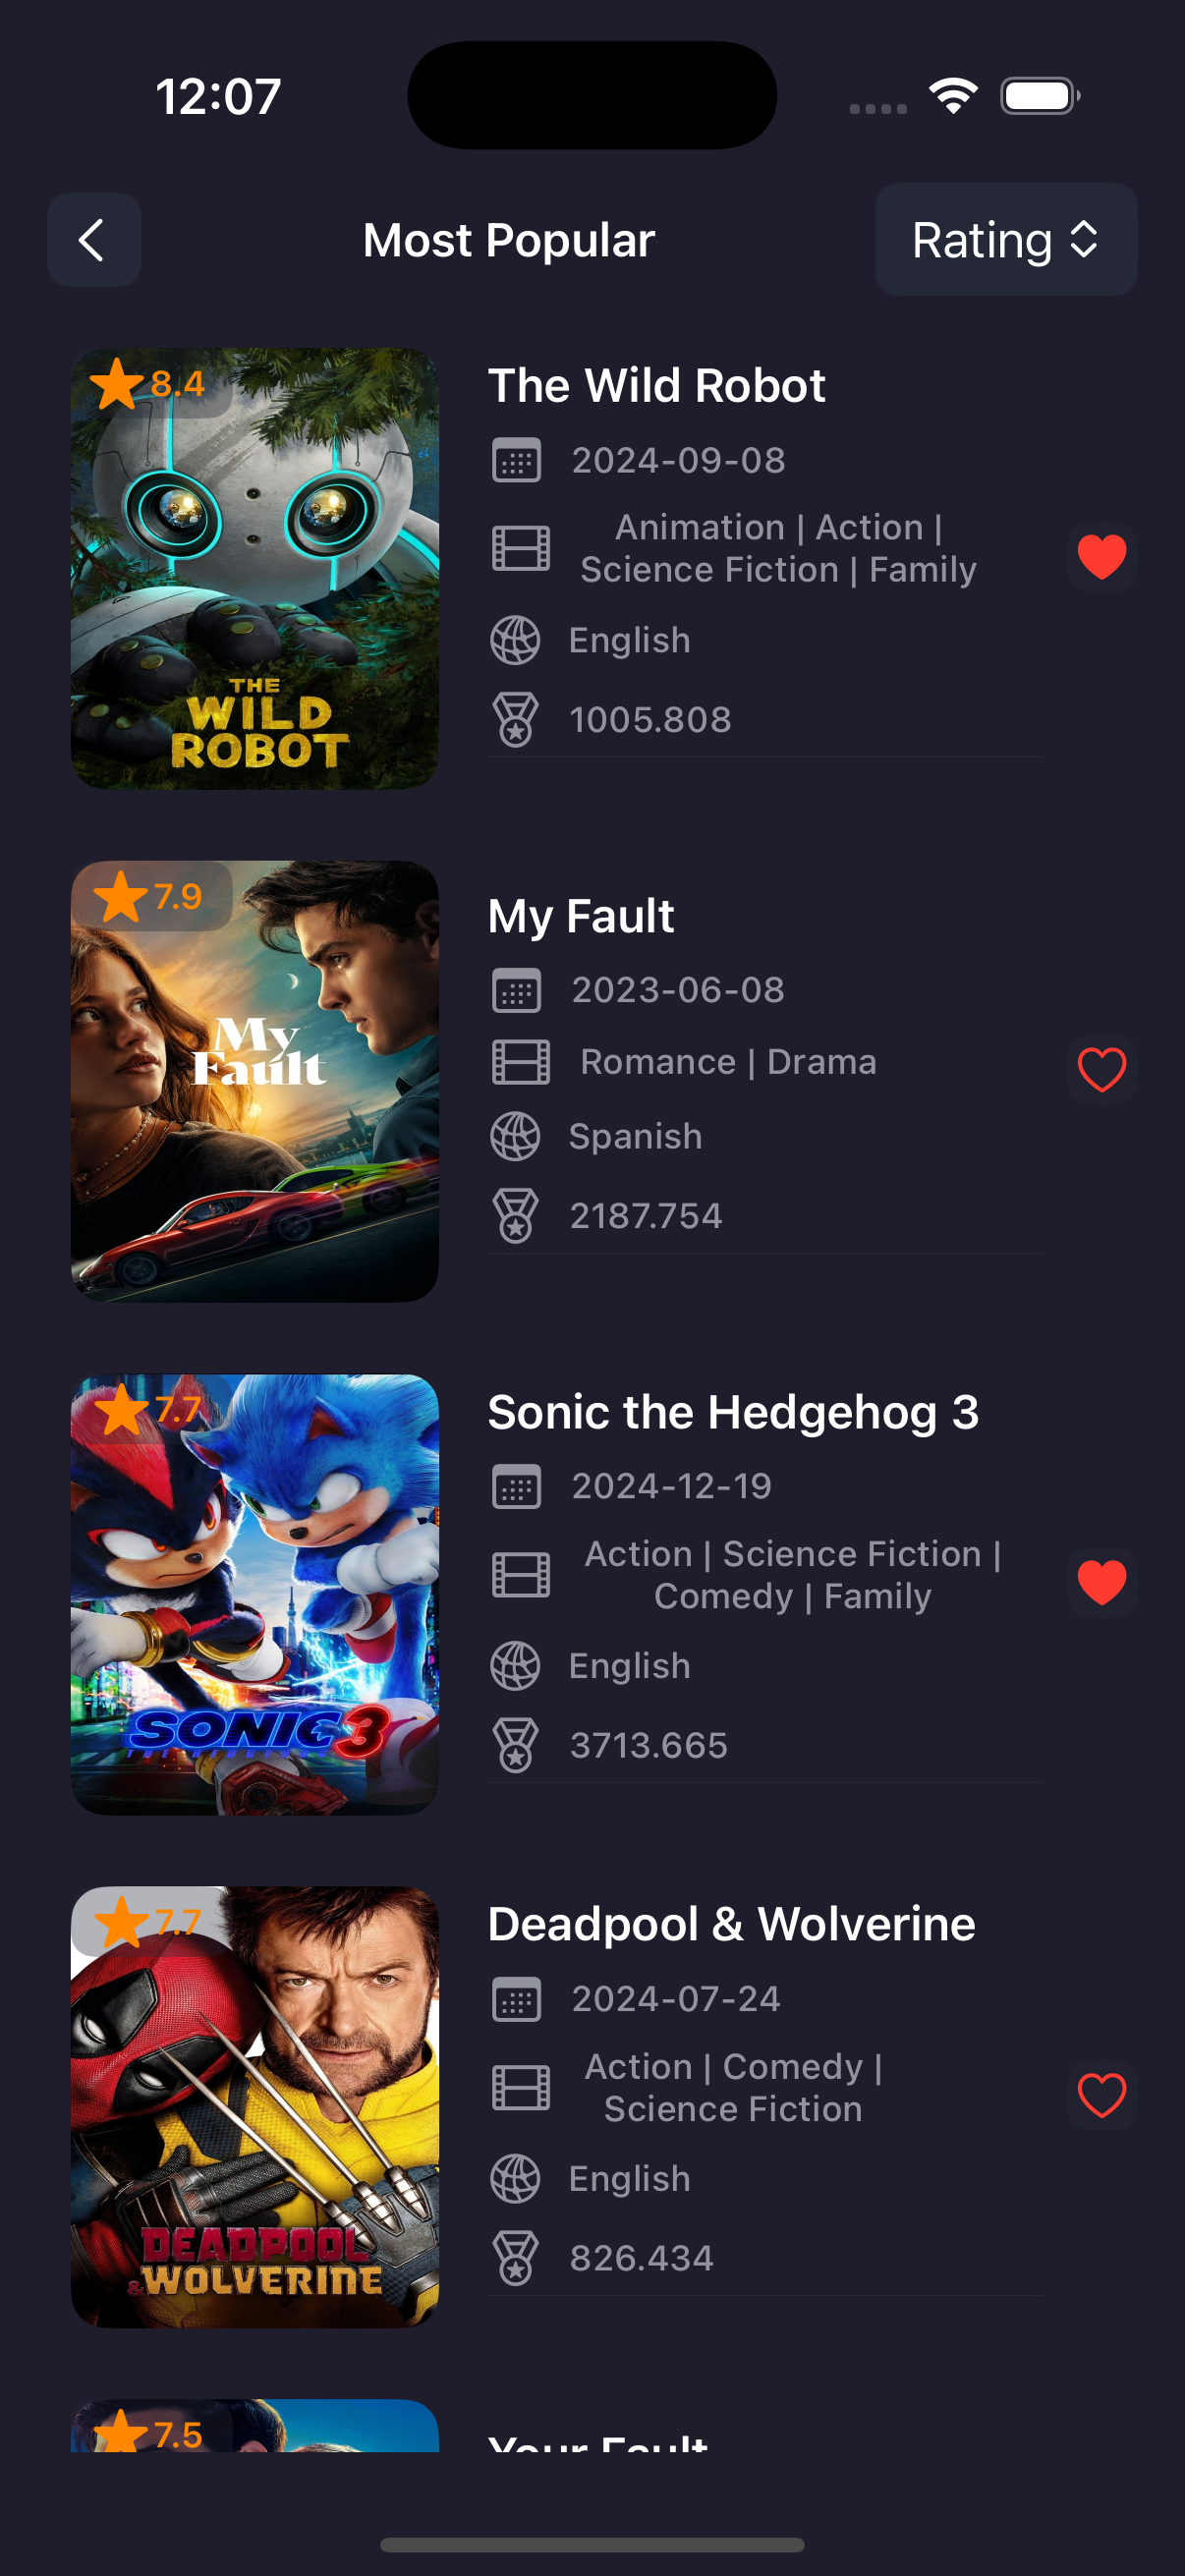 12:07
Most Popular
Rating
8.4
THE
WILD
ROBOT
The Wild Robot
2024-09-08
Animation | Action |
Science Fiction | Family
English
1005.808
7.9
My
Fault
My Fault
2023-06-08
Romance | Drama
Spanish
2187.754
7.7
SONIC 3
THE HEDGEHOG
Sonic the Hedgehog 3
2024-12-19
Action | Science Fiction |
Comedy | Family
English
3713.665
7.7
DEADPOOL
&WOLVERINE
Deadpool & Wolverine
2024-07-24
Action | Comedy |
Science Fiction
English
826.434
7.5
Your Fault